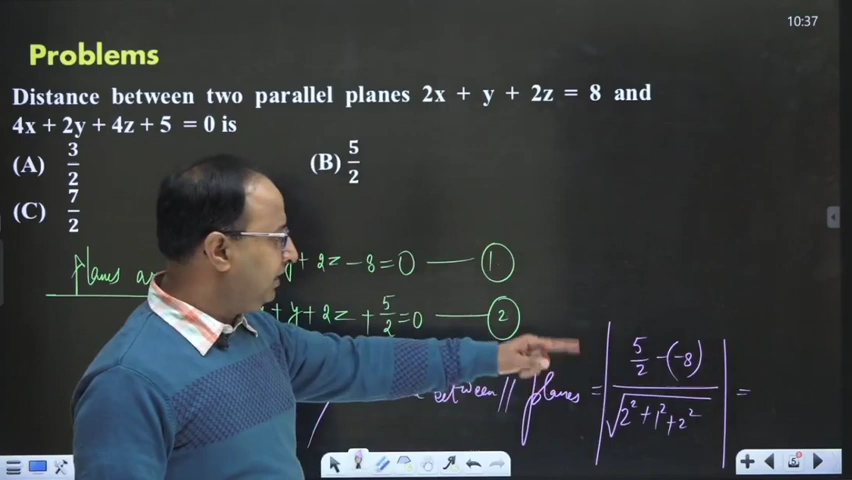 10:37
Problems
Distance between two parallel planes 2x + y + 2z = 8 and
4x + 2y + 4z + 5 = 0 is
(A) 3/2 (B) 5/2
(C) 7/2
Planes + 2z - 8 = 0 — 1
+ y + 2z + 5/2 = 0 — 2
between // planes = | (5/2 - (-8)) / √(2² + 1² + 2²) | =